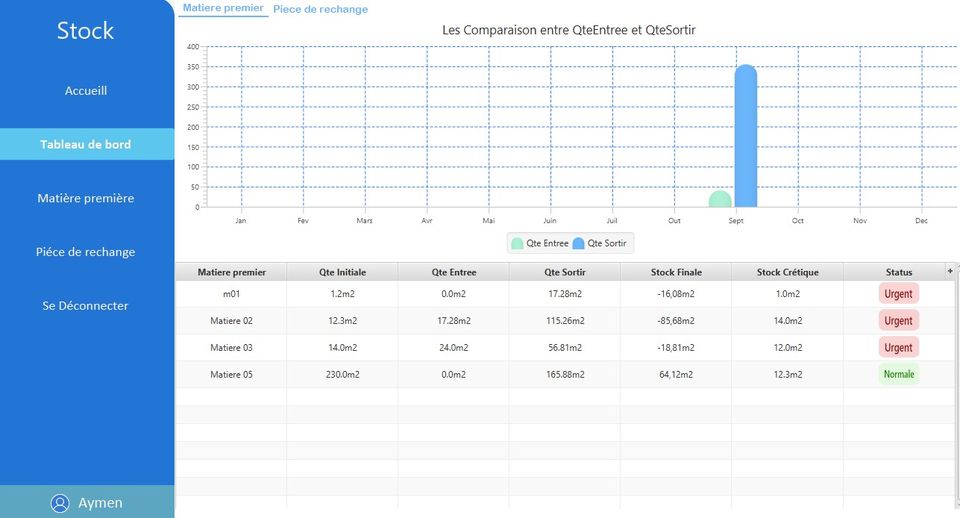 Stock
Accueill
Tableau de bord
Matière première
Piéce de rechange
Se Déconnecter
Aymen
Matiere premier Piece de rechange
Les Comparaison entre QteEntree et QteSortir
400
350
300
250
200
150
100
50
0
Jan Fev Mars Avr Mai Juin Juil Out Sept Oct Nov Dec
Qte Entree Qte Sortir
Matiere premier Qte Initiale Qte Entree Qte Sortir Stock Finale Stock Crétique Status +
m01 1.2m2 0.0m2 17.28m2 -16,08m2 1.0m2 Urgent
Matiere 02 12.3m2 17.28m2 115.26m2 -85,68m2 14.0m2 Urgent
Matiere 03 14.0m2 24.0m2 56.81m2 -18,81m2 12.0m2 Urgent
Matiere 05 230.0m2 0.0m2 165.88m2 64,12m2 12.3m2 Normale